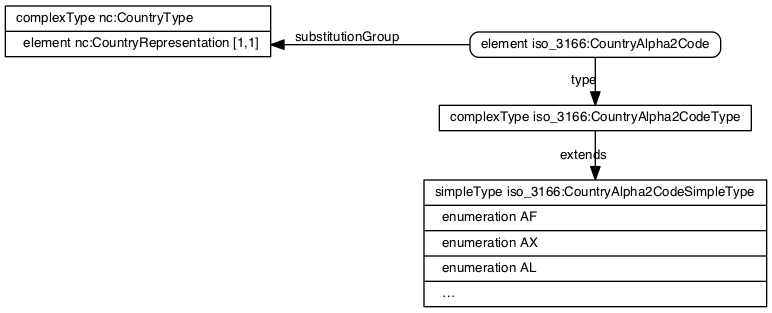 complexType nc:CountryType
element nc:CountryRepresentation [1,1]
substitutionGroup
element iso_3166:CountryAlpha2Code
type
complexType iso_3166:CountryAlpha2CodeType
extends
simpleType iso_3166:CountryAlpha2CodeSimpleType
enumeration AF
enumeration AX
enumeration AL
...